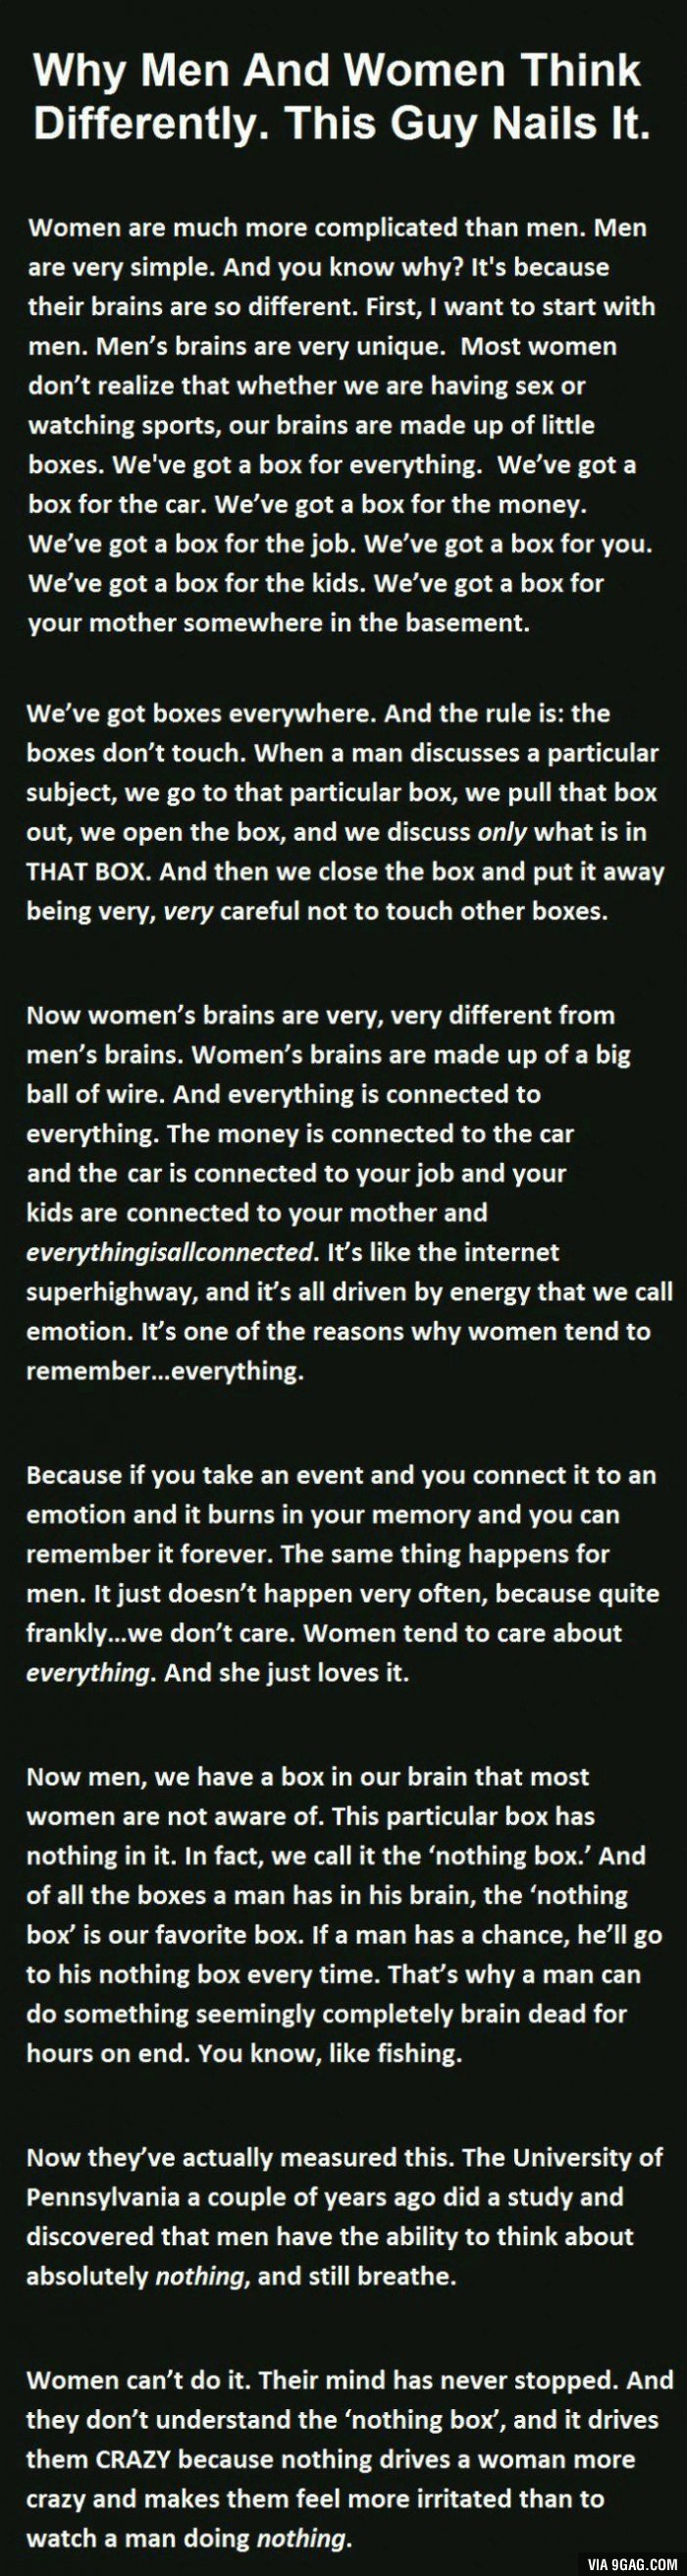 Why Men And Women Think
Differently. This Guy Nails It.
Women are much more complicated than men. Men
are very simple. And you know why? It's because
their brains are so different. First, I want to start with
men. Men’s brains are very unique.  Most women
don’t realize that whether we are having sex or
watching sports, our brains are made up of little
boxes. We've got a box for everything.  We’ve got a
box for the car. We’ve got a box for the money.
We’ve got a box for the job. We’ve got a box for you.
We’ve got a box for the kids. We’ve got a box for
your mother somewhere in the basement.
We’ve got boxes everywhere. And the rule is: the
boxes don’t touch. When a man discusses a particular
subject, we go to that particular box, we pull that box
out, we open the box, and we discuss only what is in
THAT BOX. And then we close the box and put it away
being very, very careful not to touch other boxes.
Now women’s brains are very, very different from
men’s brains. Women’s brains are made up of a big
ball of wire. And everything is connected to
everything. The money is connected to the car
and the car is connected to your job and your
kids are connected to your mother and
everythingisallconnected. It’s like the internet
superhighway, and it’s all driven by energy that we call
emotion. It’s one of the reasons why women tend to
remember…everything.
Because if you take an event and you connect it to an
emotion and it burns in your memory and you can
remember it forever. The same thing happens for
men. It just doesn’t happen very often, because quite
frankly…we don’t care. Women tend to care about
everything. And she just loves it.
Now men, we have a box in our brain that most
women are not aware of. This particular box has
nothing in it. In fact, we call it the ‘nothing box.’ And
of all the boxes a man has in his brain, the ‘nothing
box’ is our favorite box. If a man has a chance, he’ll go
to his nothing box every time. That’s why a man can
do something seemingly completely brain dead for
hours on end. You know, like fishing.
Now they’ve actually measured this. The University of
Pennsylvania a couple of years ago did a study and
discovered that men have the ability to think about
absolutely nothing, and still breathe.
Women can’t do it. Their mind has never stopped. And
they don’t understand the ‘nothing box’, and it drives
them CRAZY because nothing drives a woman more
crazy and makes them feel more irritated than to
watch a man doing nothing.
VIA 9GAG.COM